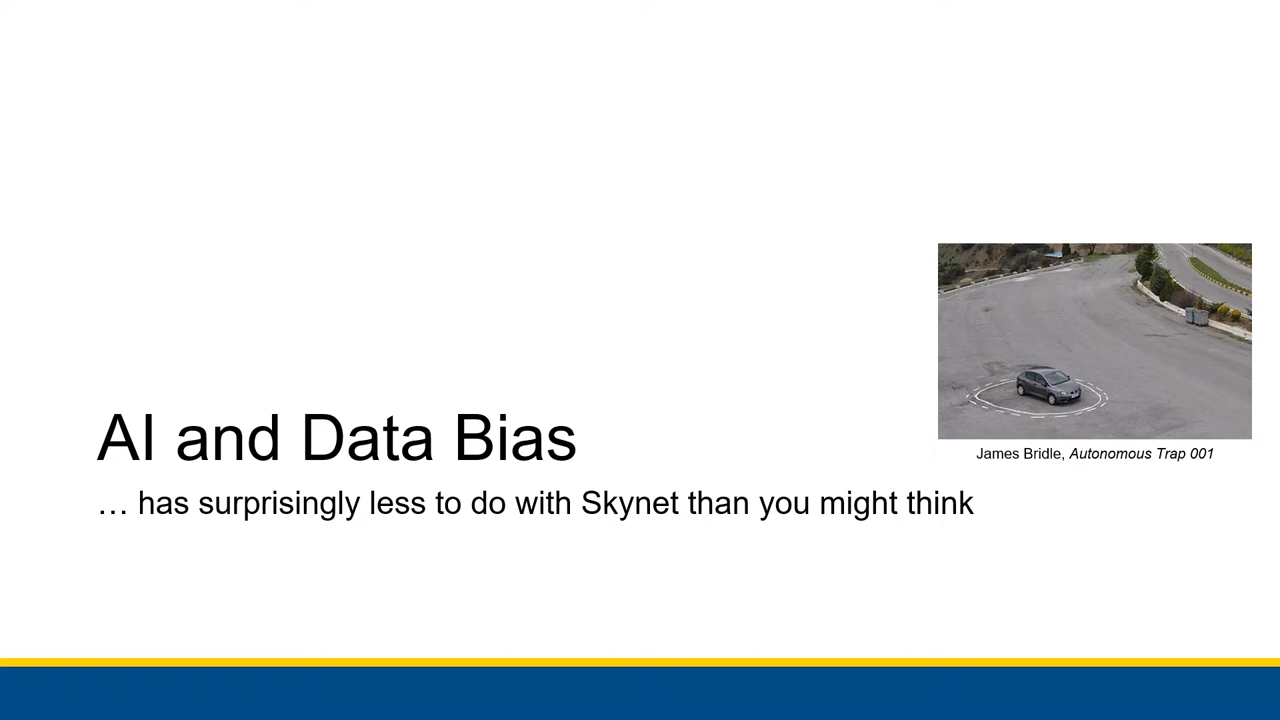 AI and Data Bias
… has surprisingly less to do with Skynet than you might think
James Bridle, Autonomous Trap 001